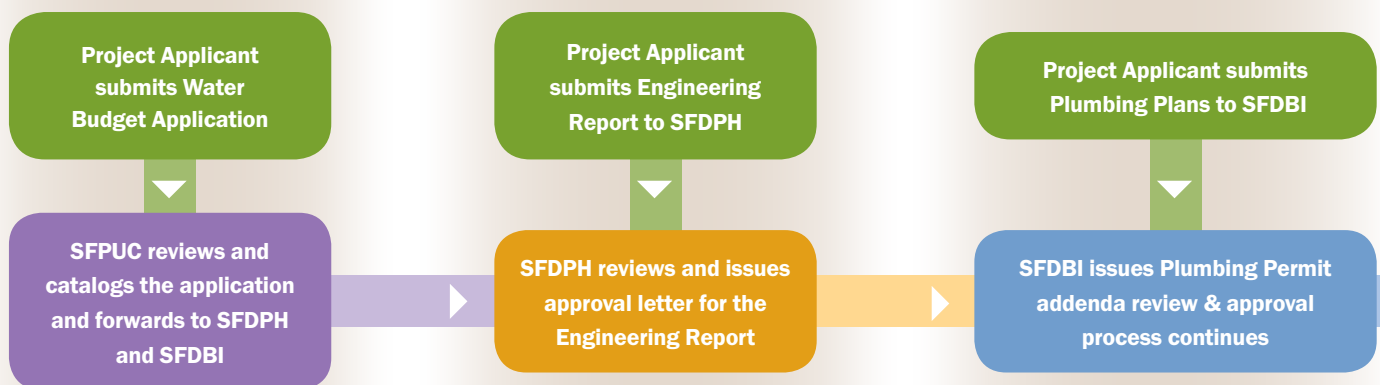 Project Applicant
submits Water
Budget Application
SFPUC reviews and
catalogs the application
and forwards to SFDPH
and SFDBI
Project Applicant
submits Engineering
Report to SFDPH
SFDPH reviews and issues
approval letter for the
Engineering Report
Project Applicant submits
Plumbing Plans to SFDBI
SFDBI issues Plumbing Permit
addenda review & approval
process continues